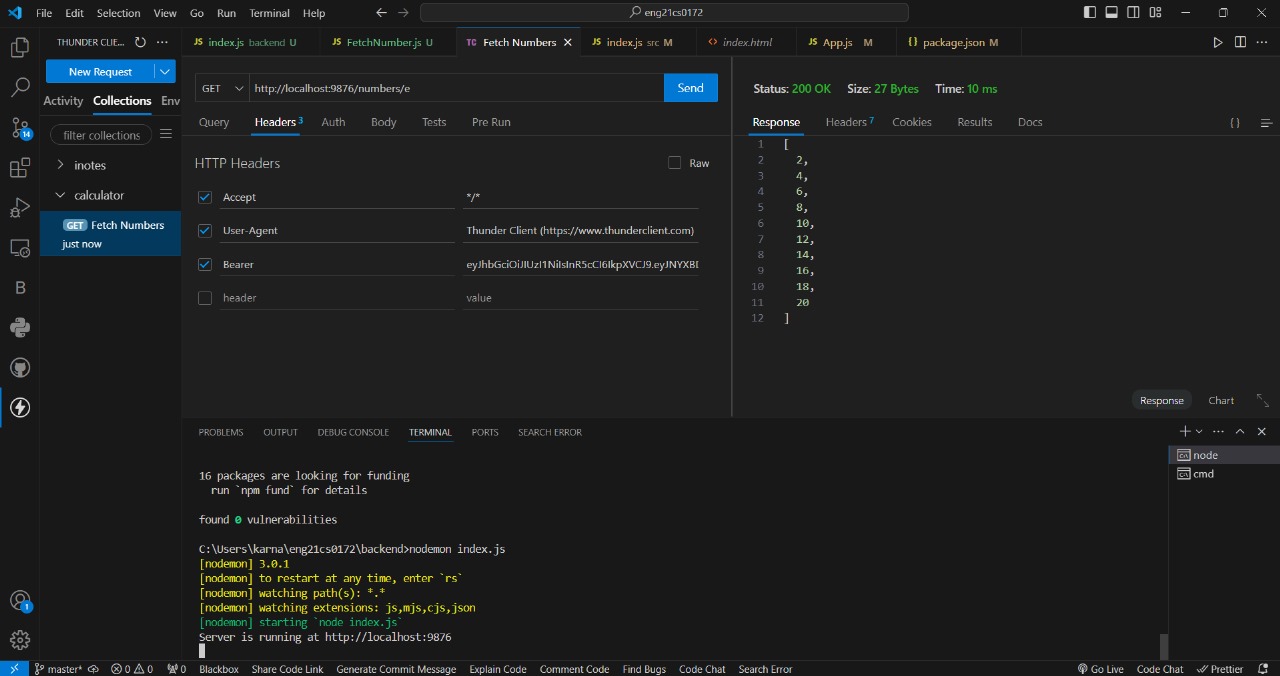 File Edit Selection View Go Run Terminal Help eng21cs0172
THUNDER CLIE... JS index.js backend U JS FetchNumber.js U TC Fetch Numbers JS index.js src M <> index.html JS App.js M {} package.json M
New Request
Activity Collections Env
filter collections
inotes
calculator
GET Fetch Numbers
just now
14
B
1
GET http://localhost:9876/numbers/e Send
Query Headers 3 Auth Body Tests Pre Run
HTTP Headers Raw
Accept */*
User-Agent Thunder Client (https://www.thunderclient.com)
header value
Status: 200 OK Size: 27 Bytes Time: 10 ms
Response Headers 7 Cookies Results Docs {}
1 [
2 2,
3 4,
4 6,
5 8,
6 10,
7 12,
8 14,
9 16,
10 18,
11 20
12 ]
Response Chart
PROBLEMS OUTPUT DEBUG CONSOLE TERMINAL PORTS SEARCH ERROR
node
cmd
16 packages are looking for funding
run `npm fund` for details
found 0 vulnerabilities
C:\Users\karna\eng21cs0172\backend>nodemon index.js
[nodemon] 3.0.1
[nodemon] to restart at any time, enter `rs`
[nodemon] watching path(s): *.*
[nodemon] watching extensions: js,mjs,cjs,json
[nodemon] starting `node index.js`
Server is running at http://localhost:9876
master* 0 0 0 Blackbox Share Code Link Generate Commit Message Explain Code Comment Code Find Bugs Code Chat Search Error Go Live Code Chat Prettier